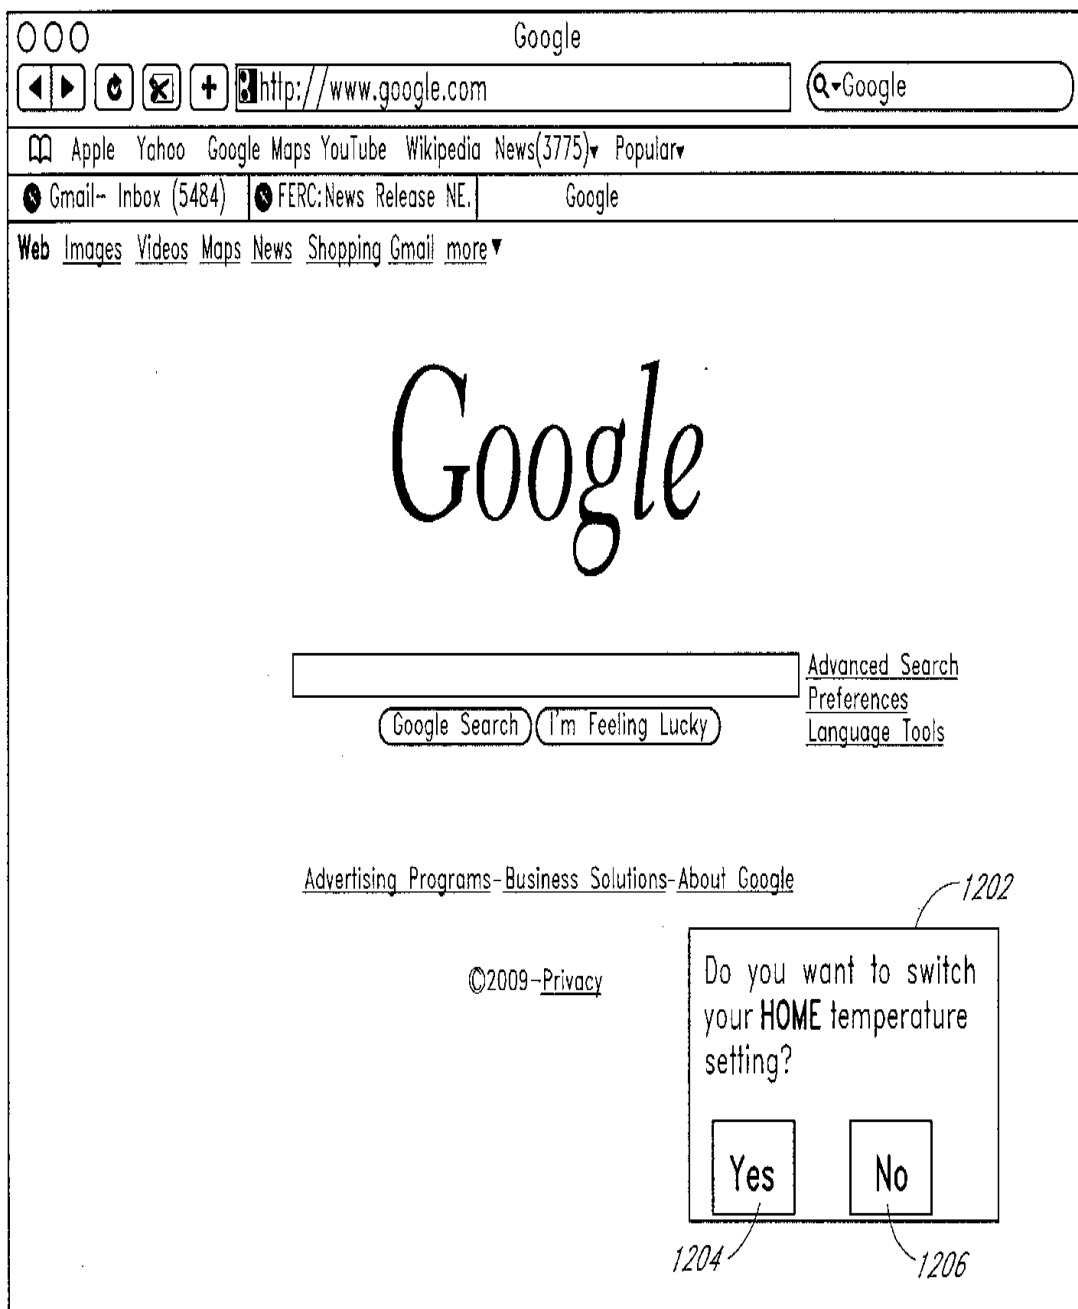 Google
http://www.google.com
Google
Apple Yahoo Google Maps YouTube Wikipedia News(3775)▾ Popular▾
Gmail- Inbox (5484) FERC:News Release NE. Google
Web Images Videos Maps News Shopping Gmail more▼
Google
Advanced Search
Preferences
Language Tools
Google Search I'm Feeling Lucky
Advertising Programs-Business Solutions-About Google
1202
©2009-Privacy
Do you want to switch
your HOME temperature
setting?
Yes No
1204 1206